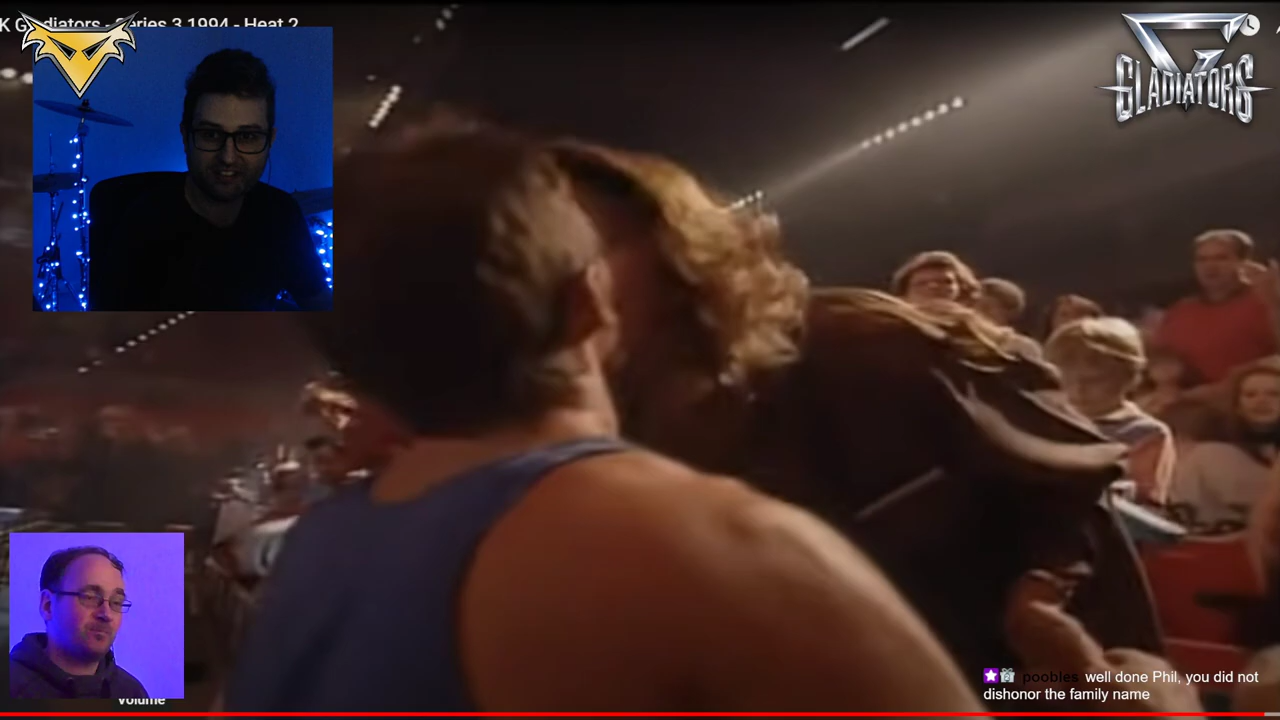 K Gladiators - Series 3 1994 - Heat 2
GLADIATORS
poobles well done Phil, you did not
dishonor the family name
Volume